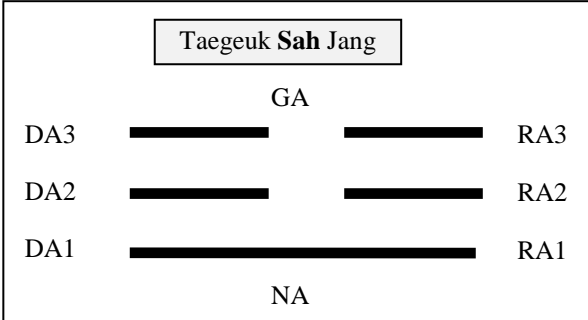 Taegeuk Sah Jang
GA
DA3 RA3
DA2 RA2
DA1 RA1
NA